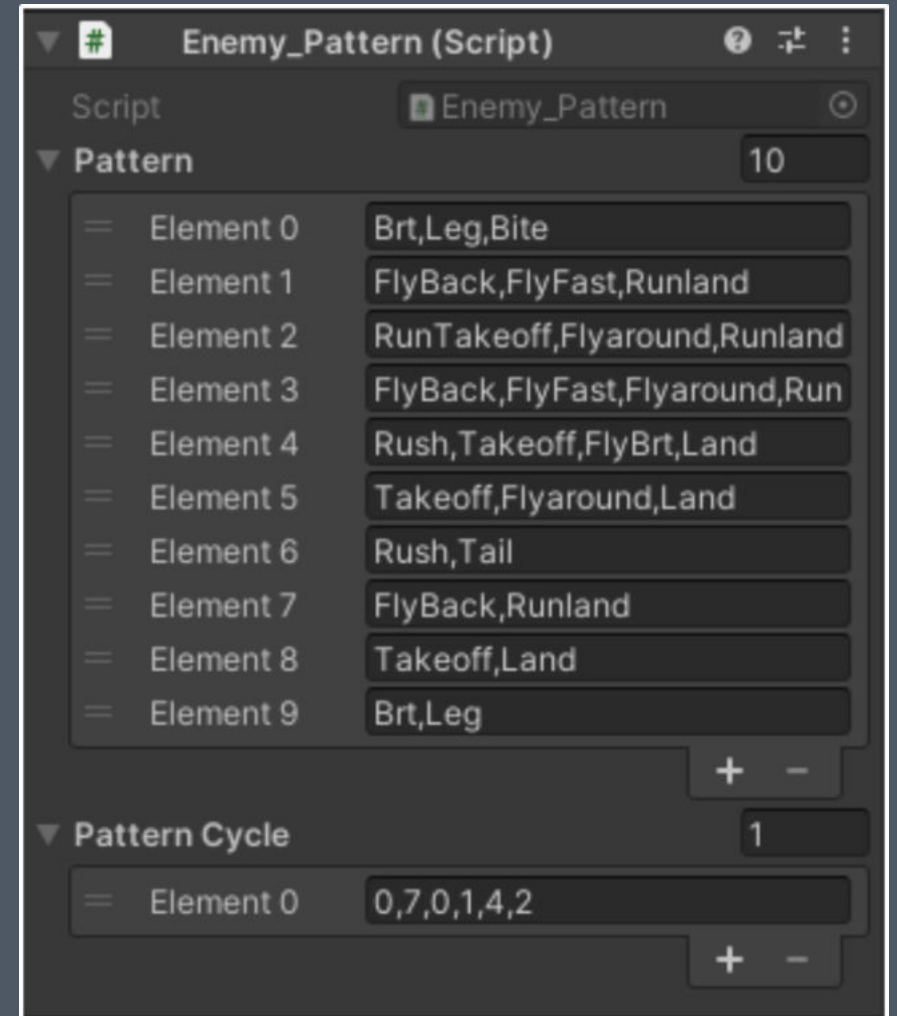 Enemy_Pattern (Script)
Script Enemy_Pattern
Pattern 10
Element 0 Brt,Leg,Bite
Element 1 FlyBack,FlyFast,Runland
Element 2 RunTakeoff,Flyaround,Runland
Element 3 FlyBack,FlyFast,Flyaround,Run
Element 4 Rush,Takeoff,FlyBrt,Land
Element 5 Takeoff,Flyaround,Land
Element 6 Rush,Tail
Element 7 FlyBack,Runland
Element 8 Takeoff,Land
Element 9 Brt,Leg
+ −
Pattern Cycle 1
Element 0 0,7,0,1,4,2
+ −